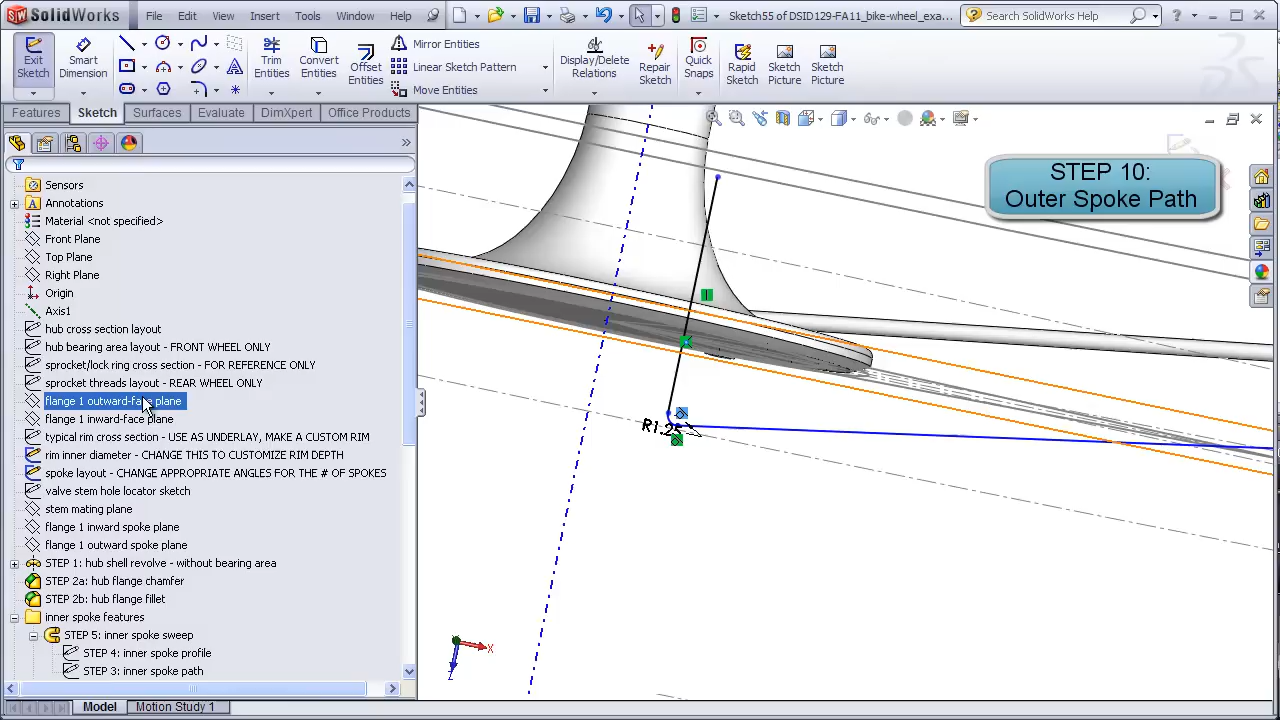 SolidWorks
File Edit View Insert Tools Window Help
Sketch55 of DSID129-FA11_bike-wheel_exa...
Search SolidWorks Help
Exit Sketch
Smart Dimension
Trim Entities
Convert Entities
Offset Entities
Mirror Entities
Linear Sketch Pattern
Move Entities
Display/Delete Relations
Repair Sketch
Quick Snaps
Rapid Sketch
Sketch Picture
Sketch Picture
Features Sketch Surfaces Evaluate DimXpert Office Products
Sensors
Annotations
Material <not specified>
Front Plane
Top Plane
Right Plane
Origin
Axis1
hub cross section layout
hub bearing area layout - FRONT WHEEL ONLY
sprocket/lock ring cross section - FOR REFERENCE ONLY
sprocket threads layout - REAR WHEEL ONLY
flange 1 outward-face plane
flange 1 inward-face plane
typical rim cross section - USE AS UNDERLAY, MAKE A CUSTOM RIM
rim inner diameter - CHANGE THIS TO CUSTOMIZE RIM DEPTH
spoke layout - CHANGE APPROPRIATE ANGLES FOR THE # OF SPOKES
valve stem hole locator sketch
stem mating plane
flange 1 inward spoke plane
flange 1 outward spoke plane
STEP 1: hub shell revolve - without bearing area
STEP 2a: hub flange chamfer
STEP 2b: hub flange fillet
inner spoke features
STEP 5: inner spoke sweep
STEP 4: inner spoke profile
STEP 3: inner spoke path
STEP 10:
Outer Spoke Path
R1.25
X
Z
Model Motion Study 1